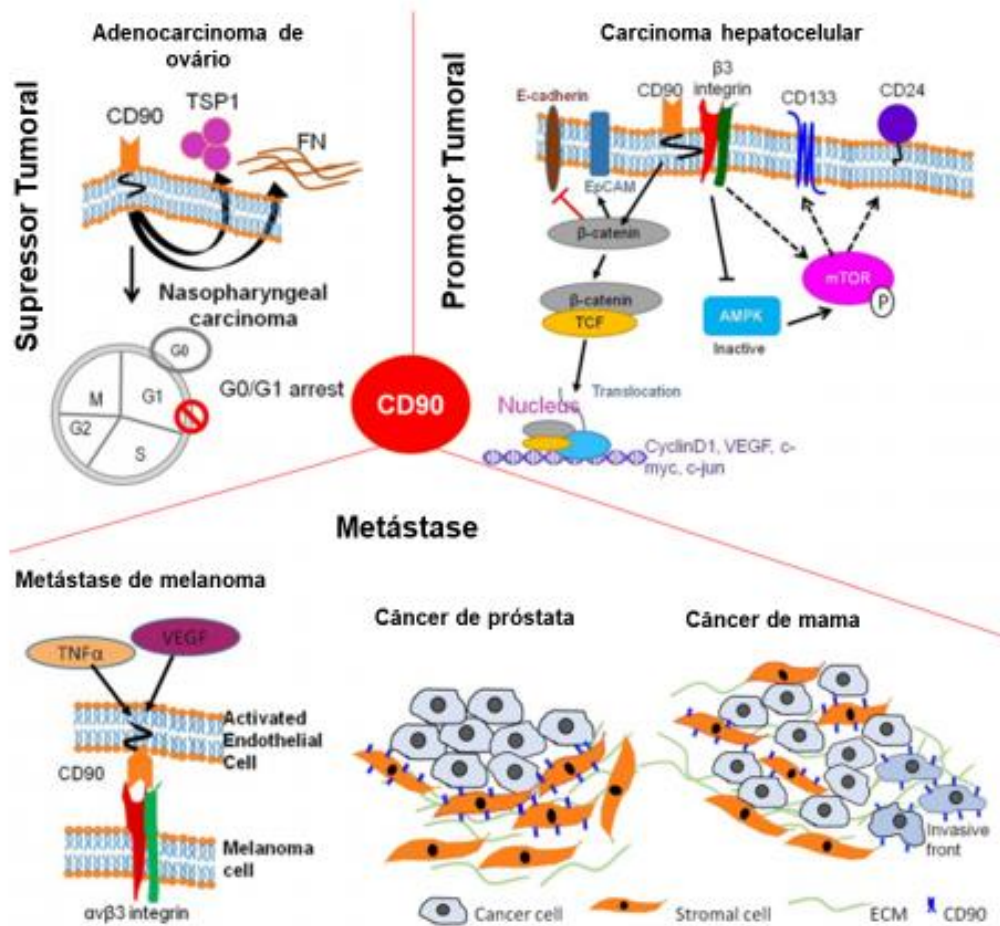 Supressor Tumoral
Adenocarcinoma de
ovário
CD90
TSP1
FN
Nasopharyngeal
carcinoma
G0
M
G1
G2
S
G0/G1 arrest
CD90
Promotor Tumoral
Carcinoma hepatocelular
E-cadherin
EpCAM
CD90
β3
integrin
CD133
CD24
β-catenin
β-catenin
TCF
AMPK
Inactive
mTOR
P
Translocation
Nucleus
CyclinD1, VEGF, c-
myc, c-jun
Metástase
Metástase de melanoma
TNFα
VEGF
Activated
Endothelial
Cell
CD90
Melanoma
cell
αvβ3 integrin
Câncer de próstata
Câncer de mama
Invasive
front
Cancer cell
Stromal cell
ECM
CD90